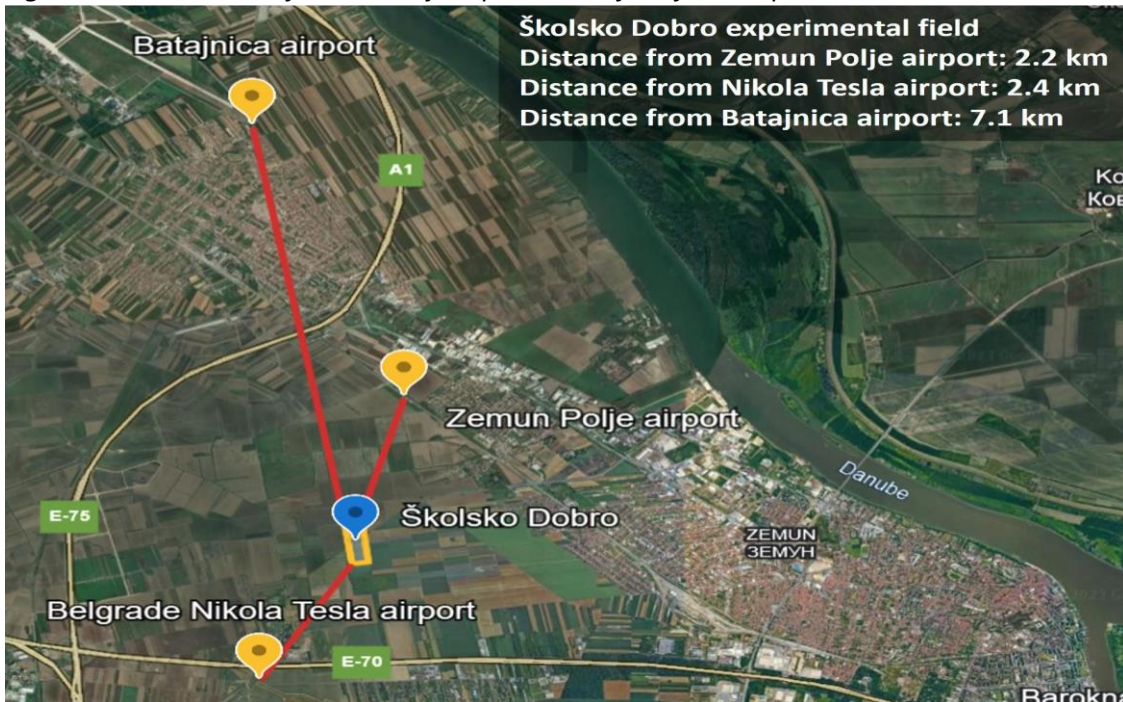 Školsko Dobro experimental field
Distance from Zemun Polje airport: 2.2 km
Distance from Nikola Tesla airport: 2.4 km
Distance from Batajnica airport: 7.1 km
Batajnica airport
A1
Zemun Polje airport
Danube
E-75
Školsko Dobro
ZEMUN
ЗЕМУН
Belgrade Nikola Tesla airport
E-70